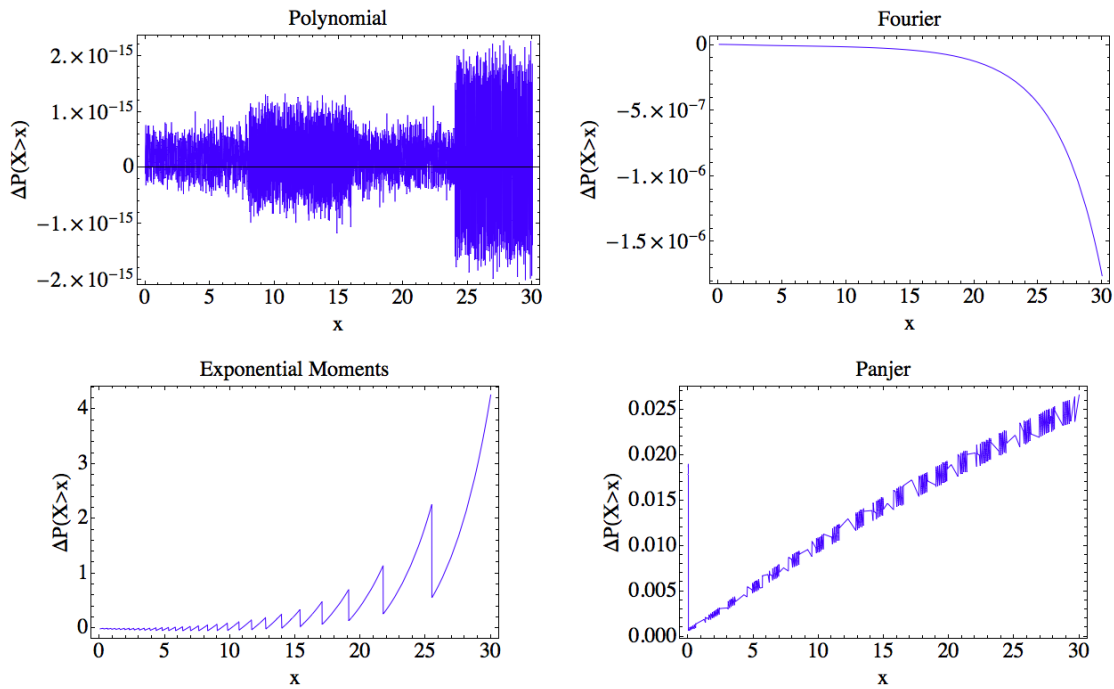 Polynomial
2.×10⁻¹⁵
1.×10⁻¹⁵
0
−1.×10⁻¹⁵
−2.×10⁻¹⁵
ΔP(X>x)
0 5 10 15 20 25 30
x
Fourier
0
−5.×10⁻⁷
−1.×10⁻⁶
−1.5×10⁻⁶
ΔP(X>x)
0 5 10 15 20 25 30
x
Exponential Moments
4
3
2
1
0
ΔP(X>x)
0 5 10 15 20 25 30
x
Panjer
0.025
0.020
0.015
0.010
0.005
0.000
ΔP(X>x)
0 5 10 15 20 25 30
x